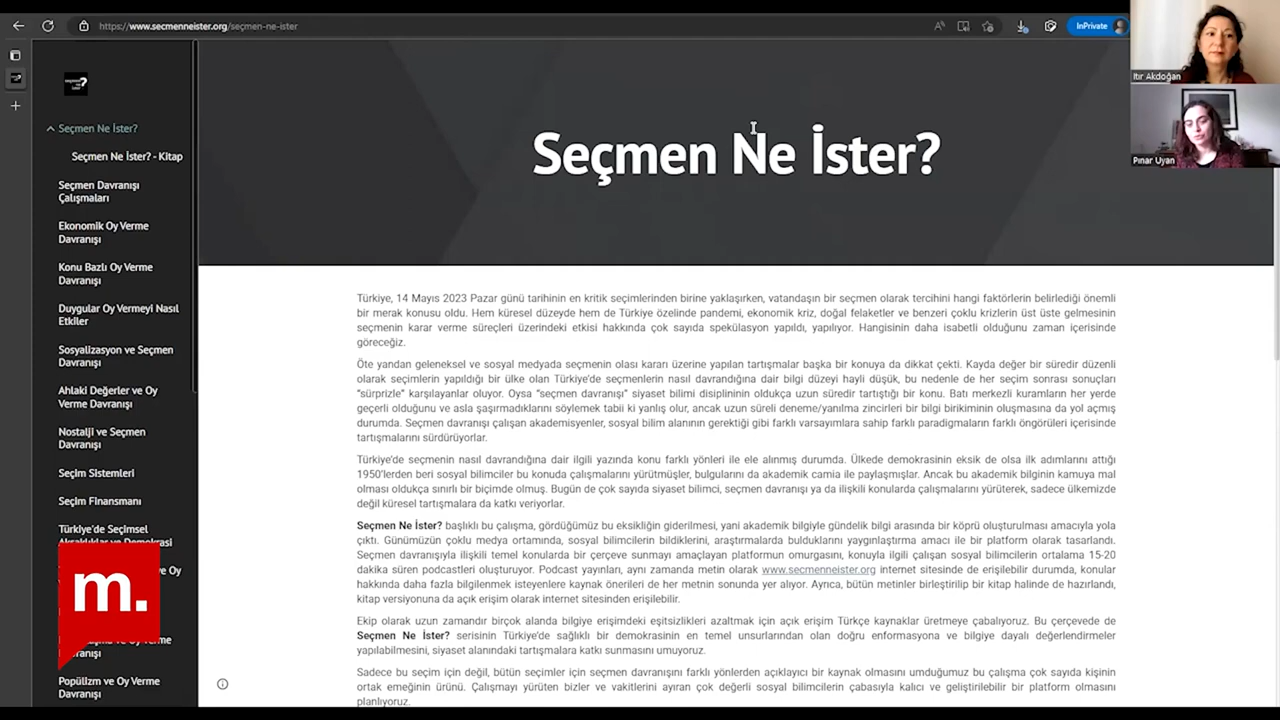 https://www.secmenneister.org/seçmen-ne-ister
InPrivate
Itır Akdoğan
Pınar Uyan
seçmen ne ister?
Seçmen Ne İster?
Seçmen Ne İster? - Kitap
Seçmen Davranışı
Çalışmaları
Ekonomik Oy Verme
Davranışı
Konu Bazlı Oy Verme
Davranışı
Duygular Oy Vermeyi Nasıl
Etkiler
Sosyalizasyon ve Seçmen
Davranışı
Ahlaki Değerler ve Oy
Verme Davranışı
Nostalji ve Seçmen
Davranışı
Seçim Sistemleri
Seçim Finansmanı
Türkiye'de Seçimsel
ve Oy
m.
Popülizm ve Oy Verme
Davranışı
Seçmen Ne İster?
Türkiye, 14 Mayıs 2023 Pazar günü tarihinin en kritik seçimlerinden birine yaklaşırken, vatandaşın bir seçmen olarak tercihini hangi faktörlerin belirlediği önemli
bir merak konusu oldu. Hem küresel düzeyde hem de Türkiye özelinde pandemi, ekonomik kriz, doğal felaketler ve benzeri çoklu krizlerin üst üste gelmesinin
seçmenin karar verme süreçleri üzerindeki etkisi hakkında çok sayıda spekülasyon yapıldı, yapılıyor. Hangisinin daha isabetli olduğunu zaman içerisinde
göreceğiz.
Öte yandan geleneksel ve sosyal medyada seçmenin olası kararı üzerine yapılan tartışmalar başka bir konuya da dikkat çekti. Kayda değer bir süredir düzenli
olarak seçimlerin yapıldığı bir ülke olan Türkiye'de seçmenlerin nasıl davrandığına dair bilgi düzeyi hayli düşük, bu nedenle de her seçim sonrası sonuçları
“sürprizle” karşılayanlar oluyor. Oysa “seçmen davranışı” siyaset bilimi disiplininin oldukça uzun süredir tartıştığı bir konu. Batı merkezli kuramların her yerde
geçerli olduğunu ve asla şaşırmadıklarını söylemek tabii ki yanlış olur, ancak uzun süreli deneme/yanılma zincirleri bir bilgi birikiminin oluşmasına da yol açmış
durumda. Seçmen davranışı çalışan akademisyenler, sosyal bilim alanının gerektiği gibi farklı varsayımlara sahip farklı paradigmaların farklı öngörüleri içerisinde
tartışmalarını sürdürüyorlar.
Türkiye'de seçmenin nasıl davrandığına dair ilgili yazında konu farklı yönleri ile ele alınmış durumda. Ülkede demokrasinin eksik de olsa ilk adımlarını attığı
1950'lerden beri sosyal bilimciler bu konuda çalışmalarını yürütmüşler, bulgularını da akademik camia ile paylaşmışlar. Ancak bu akademik bilginin kamuya mal
olması oldukça sınırlı bir biçimde olmuş. Bugün de çok sayıda siyaset bilimci, seçmen davranışı ya da ilişkili konularda çalışmalarını yürüterek, sadece ülkemizde
değil küresel tartışmalara da katkı veriyorlar.
Seçmen Ne İster? başlıklı bu çalışma, gördüğümüz bu eksikliğin giderilmesi, yani akademik bilgiyle gündelik bilgi arasında bir köprü oluşturulması amacıyla yola
çıktı. Günümüzün çoklu medya ortamında, sosyal bilimcilerin bildiklerini, araştırmalarda bulduklarını yaygınlaştırma amacı ile bir platform olarak tasarlandı.
Seçmen davranışıyla ilişkili temel konularda bir çerçeve sunmayı amaçlayan platformun omurgasını, konuyla ilgili çalışan sosyal bilimcilerin ortalama 15-20
dakika süren podcastleri oluşturuyor. Podcast yayınları, aynı zamanda metin olarak www.secmenneister.org internet sitesinde de erişilebilir durumda, konular
hakkında daha fazla bilgilenmek isteyenlere kaynak önerileri de her metnin sonunda yer alıyor. Ayrıca, bütün metinler birleştirilip bir kitap halinde de hazırlandı,
kitap versiyonuna da açık erişim olarak internet sitesinden erişilebilir.
Ekip olarak uzun zamandır birçok alanda bilgiye erişimdeki eşitsizlikleri azaltmak için açık erişim Türkçe kaynaklar üretmeye çabalıyoruz. Bu çerçevede de
Seçmen Ne İster? serisinin Türkiye'de sağlıklı bir demokrasinin en temel unsurlarından olan doğru enformasyona ve bilgiye dayalı değerlendirmeler
yapılabilmesini, siyaset alanındaki tartışmalara katkı sunmasını umuyoruz.
Sadece bu seçim için değil, bütün seçimler için seçmen davranışını farklı yönlerden açıklayıcı bir kaynak olmasını umduğumuz bu çalışma çok sayıda kişinin
ortak emeğinin ürünü. Çalışmayı yürüten bizler ve vakitlerini ayıran çok değerli sosyal bilimcilerin çabasıyla kalıcı ve geliştirilebilir bir platform olmasını
planlıyoruz.